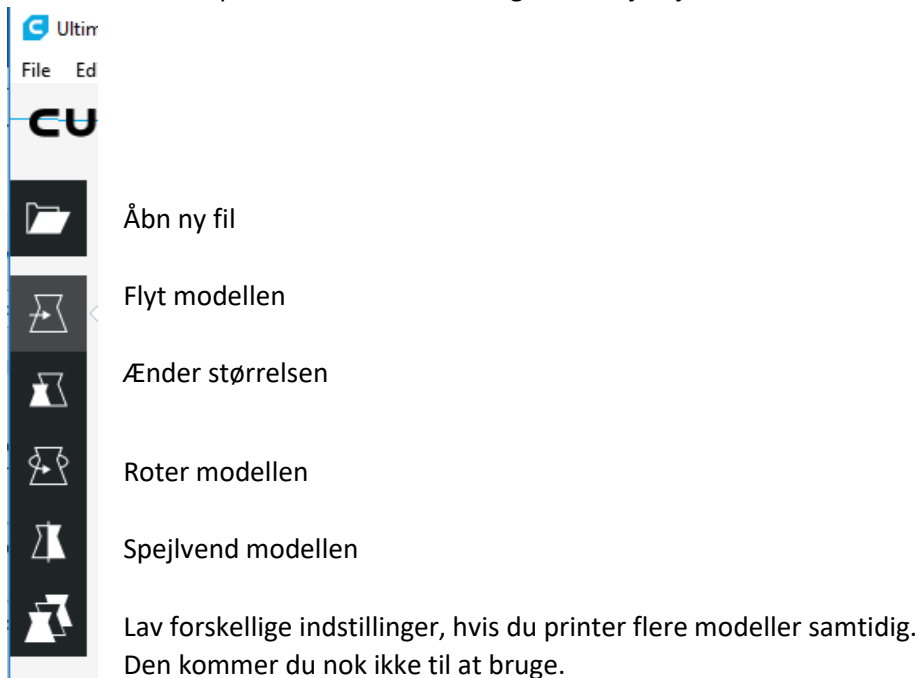 Ultim
File Ed
CU
Åbn ny fil
Flyt modellen
Ænder størrelsen
Roter modellen
Spejlvend modellen
Lav forskellige indstillinger, hvis du printer flere modeller samtidig.
Den kommer du nok ikke til at bruge.